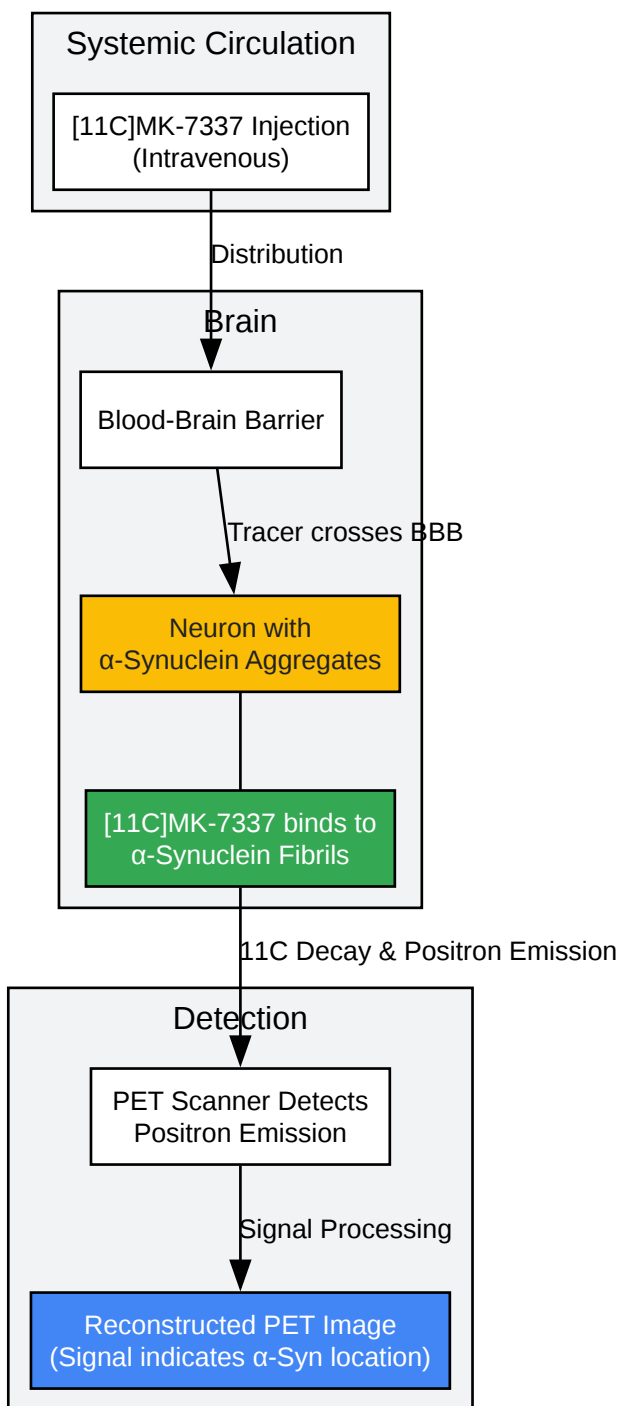 Systemic Circulation
[11C]MK-7337 Injection
(Intravenous)
Distribution
Brain
Blood-Brain Barrier
Tracer crosses BBB
Neuron with
α-Synuclein Aggregates
[11C]MK-7337 binds to
α-Synuclein Fibrils
11C Decay & Positron Emission
Detection
PET Scanner Detects
Positron Emission
Signal Processing
Reconstructed PET Image
(Signal indicates α-Syn location)